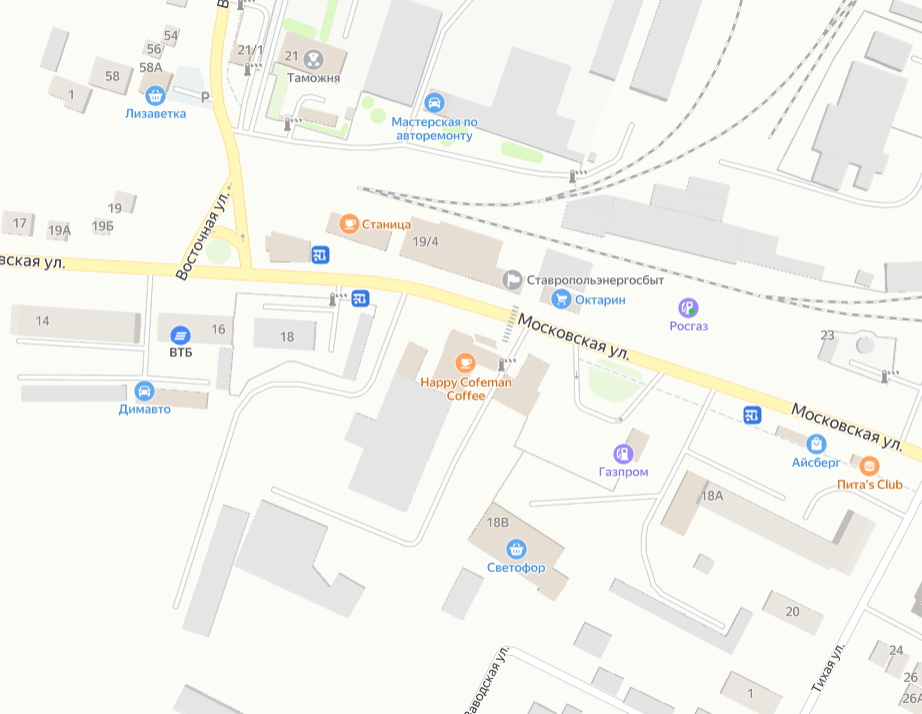 54
56
58А
58
1
Лизаветка
P
21/1
21
Таможня
Мастерская по
авторемонту
17
19А
19Б
19
Восточная ул.
Станица
19/4
Ставропольэнергосбыт
Октарин
Росгаз
23
вская ул.
14
16
ВТБ
18
Димавто
Московская ул.
Happy Cofeman
Coffee
Московская ул.
Айсберг
Пита's Club
Газпром
18А
18В
Светофор
20
24
26
26А
1
Тихая ул.
аводская ул.